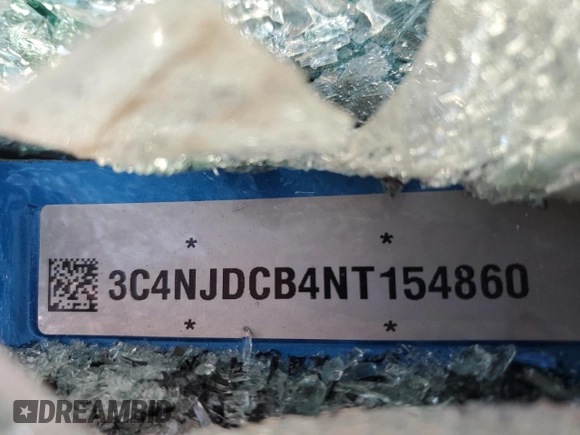 * *
3C4NJDCB4NT154860
* *
DREAMBID